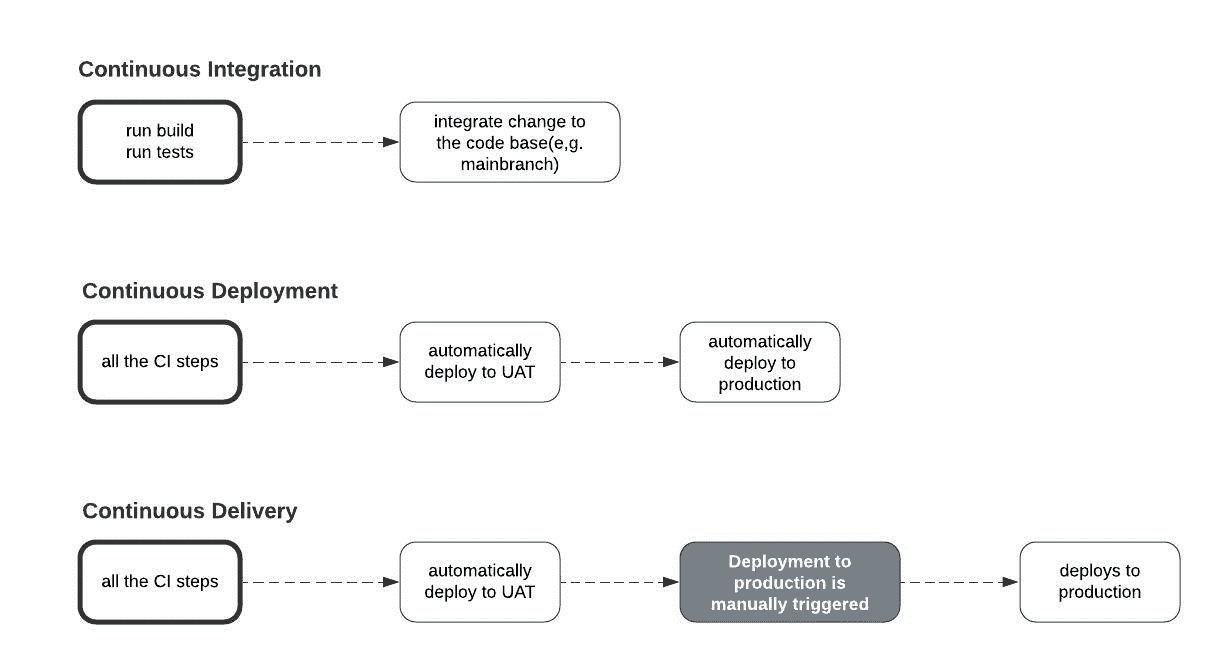 Continuous Integration
run build
run tests
integrate change to
the code base(e,g.
mainbranch)
Continuous Deployment
all the CI steps
automatically
deploy to UAT
automatically
deploy to
production
Continuous Delivery
all the CI steps
automatically
deploy to UAT
Deployment to
production is
manually triggered
deploys to
production